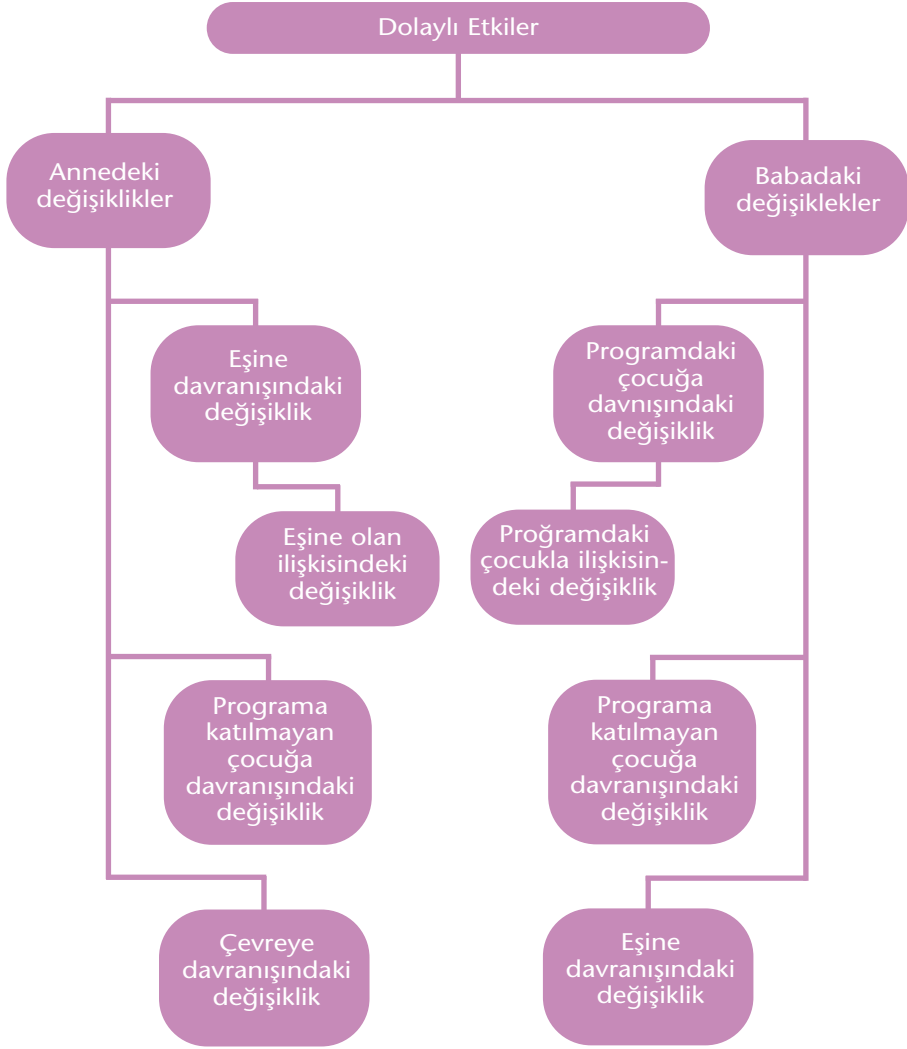 Dolaylı Etkiler
Annedeki
değişiklikler
Babadaki
değişiklekler
Eşine
davranışındaki
değişiklik
Programdaki
çocuğa
davnışındaki
değişiklik
Eşine olan
ilişkisindeki
değişiklik
Proğramdaki
çocukla ilişkisin-
deki değişiklik
Programa
katılmayan
çocuğa
davranışındaki
değişiklik
Programa
katılmayan
çocuğa
davranışındaki
değişiklik
Çevreye
davranışındaki
değişiklik
Eşine
davranışındaki
değişiklik